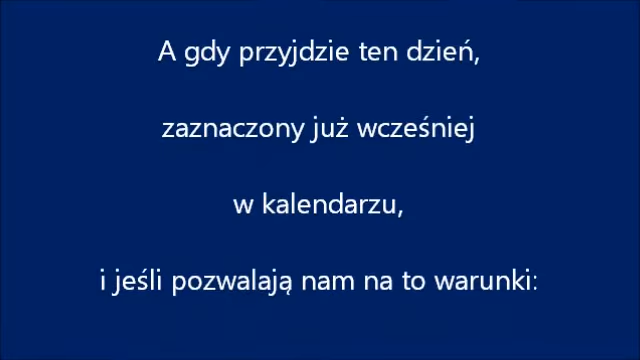 A gdy przyjdzie ten dzień,
zaznaczony już wcześniej
w kalendarzu,
i jeśli pozwalają nam na to warunki: